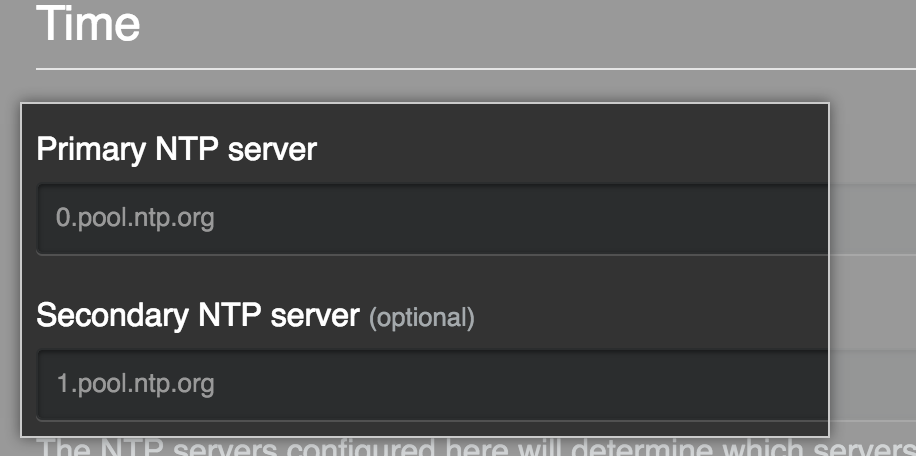 Time
Primary NTP server
0.pool.ntp.org
Secondary NTP server (optional)
1.pool.ntp.org
The NTP servers configured here will determine which servers